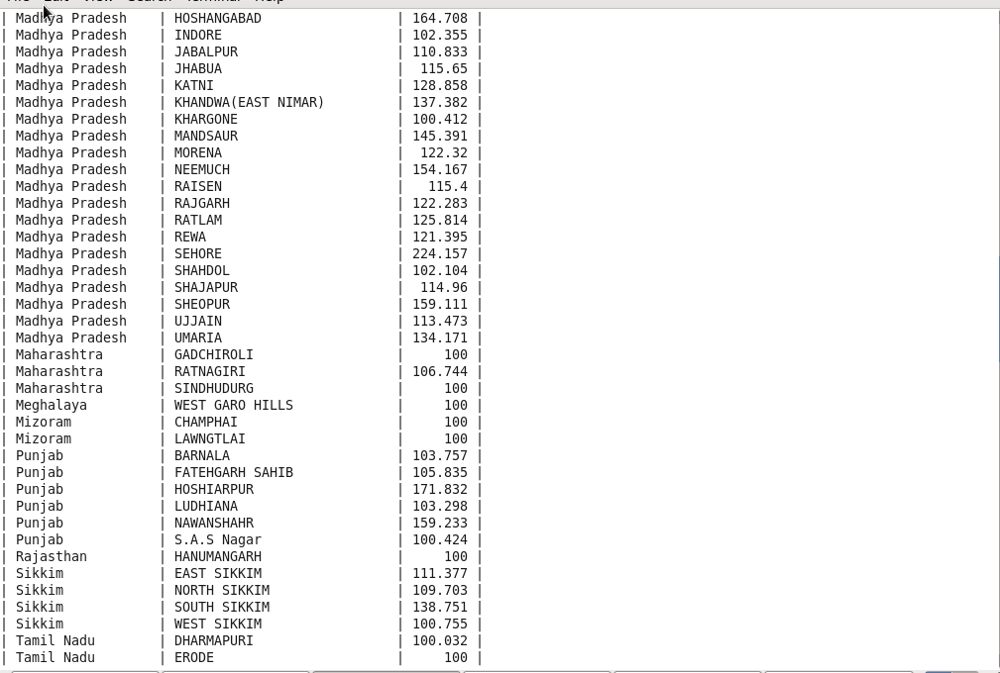 | Madhya Pradesh | HOSHANGABAD | 164.708 |
| Madhya Pradesh | INDORE | 102.355 |
| Madhya Pradesh | JABALPUR | 110.833 |
| Madhya Pradesh | JHABUA | 115.65 |
| Madhya Pradesh | KATNI | 128.858 |
| Madhya Pradesh | KHANDWA(EAST NIMAR) | 137.382 |
| Madhya Pradesh | KHARGONE | 100.412 |
| Madhya Pradesh | MANDSAUR | 145.391 |
| Madhya Pradesh | MORENA | 122.32 |
| Madhya Pradesh | NEEMUCH | 154.167 |
| Madhya Pradesh | RAISEN | 115.4 |
| Madhya Pradesh | RAJGARH | 122.283 |
| Madhya Pradesh | RATLAM | 125.814 |
| Madhya Pradesh | REWA | 121.395 |
| Madhya Pradesh | SEHORE | 224.157 |
| Madhya Pradesh | SHAHDOL | 102.104 |
| Madhya Pradesh | SHAJAPUR | 114.96 |
| Madhya Pradesh | SHEOPUR | 159.111 |
| Madhya Pradesh | UJJAIN | 113.473 |
| Madhya Pradesh | UMARIA | 134.171 |
| Maharashtra | GADCHIROLI | 100 |
| Maharashtra | RATNAGIRI | 106.744 |
| Maharashtra | SINDHUDURG | 100 |
| Meghalaya | WEST GARO HILLS | 100 |
| Mizoram | CHAMPHAI | 100 |
| Mizoram | LAWNGTLAI | 100 |
| Punjab | BARNALA | 103.757 |
| Punjab | FATEHGARH SAHIB | 105.835 |
| Punjab | HOSHIARPUR | 171.832 |
| Punjab | LUDHIANA | 103.298 |
| Punjab | NAWANSHAHR | 159.233 |
| Punjab | S.A.S Nagar | 100.424 |
| Rajasthan | HANUMANGARH | 100 |
| Sikkim | EAST SIKKIM | 111.377 |
| Sikkim | NORTH SIKKIM | 109.703 |
| Sikkim | SOUTH SIKKIM | 138.751 |
| Sikkim | WEST SIKKIM | 100.755 |
| Tamil Nadu | DHARMAPURI | 100.032 |
| Tamil Nadu | ERODE | 100 |